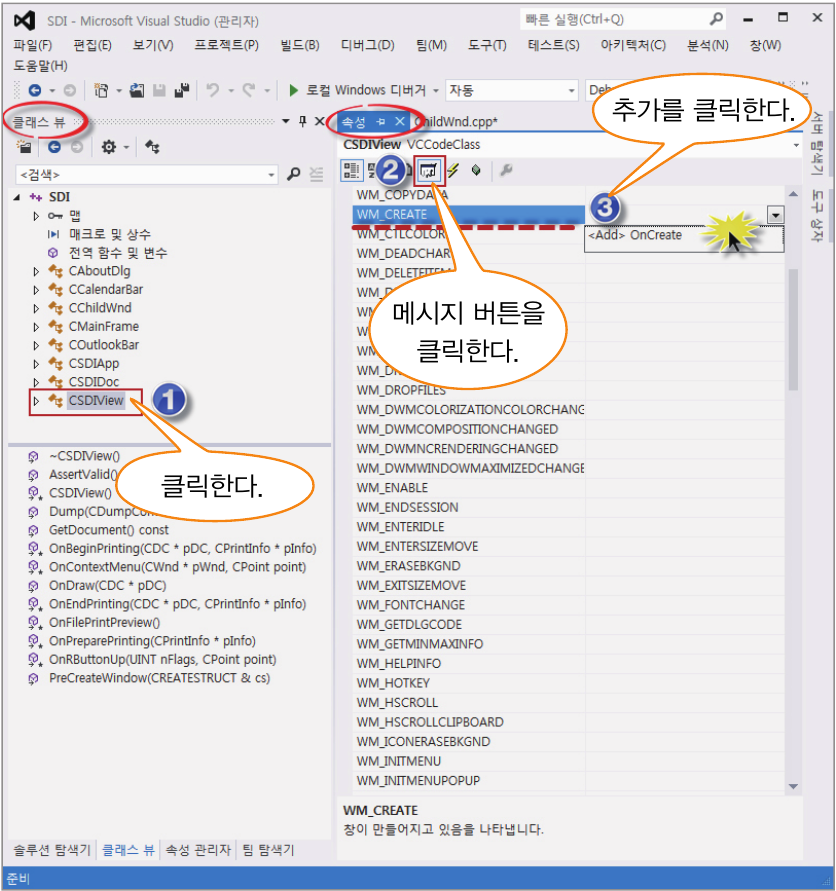 SDI - Microsoft Visual Studio (관리자)
빠른 실행(Ctrl+Q)
파일(F) 편집(E) 보기(V) 프로젝트(P) 빌드(B) 디버그(D) 팀(M) 도구(T) 테스트(S) 아키텍처(C) 분석(N) 창(W)
도움말(H)
로컬 Windows 디버거 자동
추가를 클릭한다.
클래스 뷰
<검색>
SDI
맵
매크로 및 상수
전역 함수 및 변수
CAboutDlg
CCalendarBar
CChildWnd
CMainFrame
COutlookBar
CSDIApp
CSDIDoc
CSDIView
1
클릭한다.
~CSDIView()
AssertValid()
CSDIView()
GetDocument() const
OnBeginPrinting(CDC * pDC, CPrintInfo * pInfo)
OnContextMenu(CWnd * pWnd, CPoint point)
OnDraw(CDC * pDC)
OnEndPrinting(CDC * pDC, CPrintInfo * pInfo)
OnFilePrintPreview()
OnPreparePrinting(CPrintInfo * pInfo)
OnRButtonUp(UINT nFlags, CPoint point)
PreCreateWindow(CREATESTRUCT & cs)
솔루션 탐색기 클래스 뷰 속성 관리자 팀 탐색기
속성 ChildWnd.cpp*
CSDIView VCCodeClass
2
WM_COPYDATA
WM_CREATE
3
WM_CTLCOLOR
<Add> OnCreate
WM_DEADCHAR
WM_DELETEITEM
메시지 버튼을
클릭한다.
WM_DROPFILES
WM_DWMCOLORIZATIONCOLORCHANG
WM_DWMCOMPOSITIONCHANGED
WM_DWMNCRENDERINGCHANGED
WM_DWMWINDOWMAXIMIZEDCHANGE
WM_ENABLE
WM_ENDSESSION
WM_ENTERIDLE
WM_ENTERSIZEMOVE
WM_ERASEBKGND
WM_EXITSIZEMOVE
WM_FONTCHANGE
WM_GETDLGCODE
WM_GETMINMAXINFO
WM_HELPINFO
WM_HOTKEY
WM_HSCROLL
WM_HSCROLLCLIPBOARD
WM_ICONERASEBKGND
WM_INITMENU
WM_INITMENUPOPUP
WM_CREATE
창이 만들어지고 있음을 나타냅니다.
서버 탐색기
도구 상자
준비